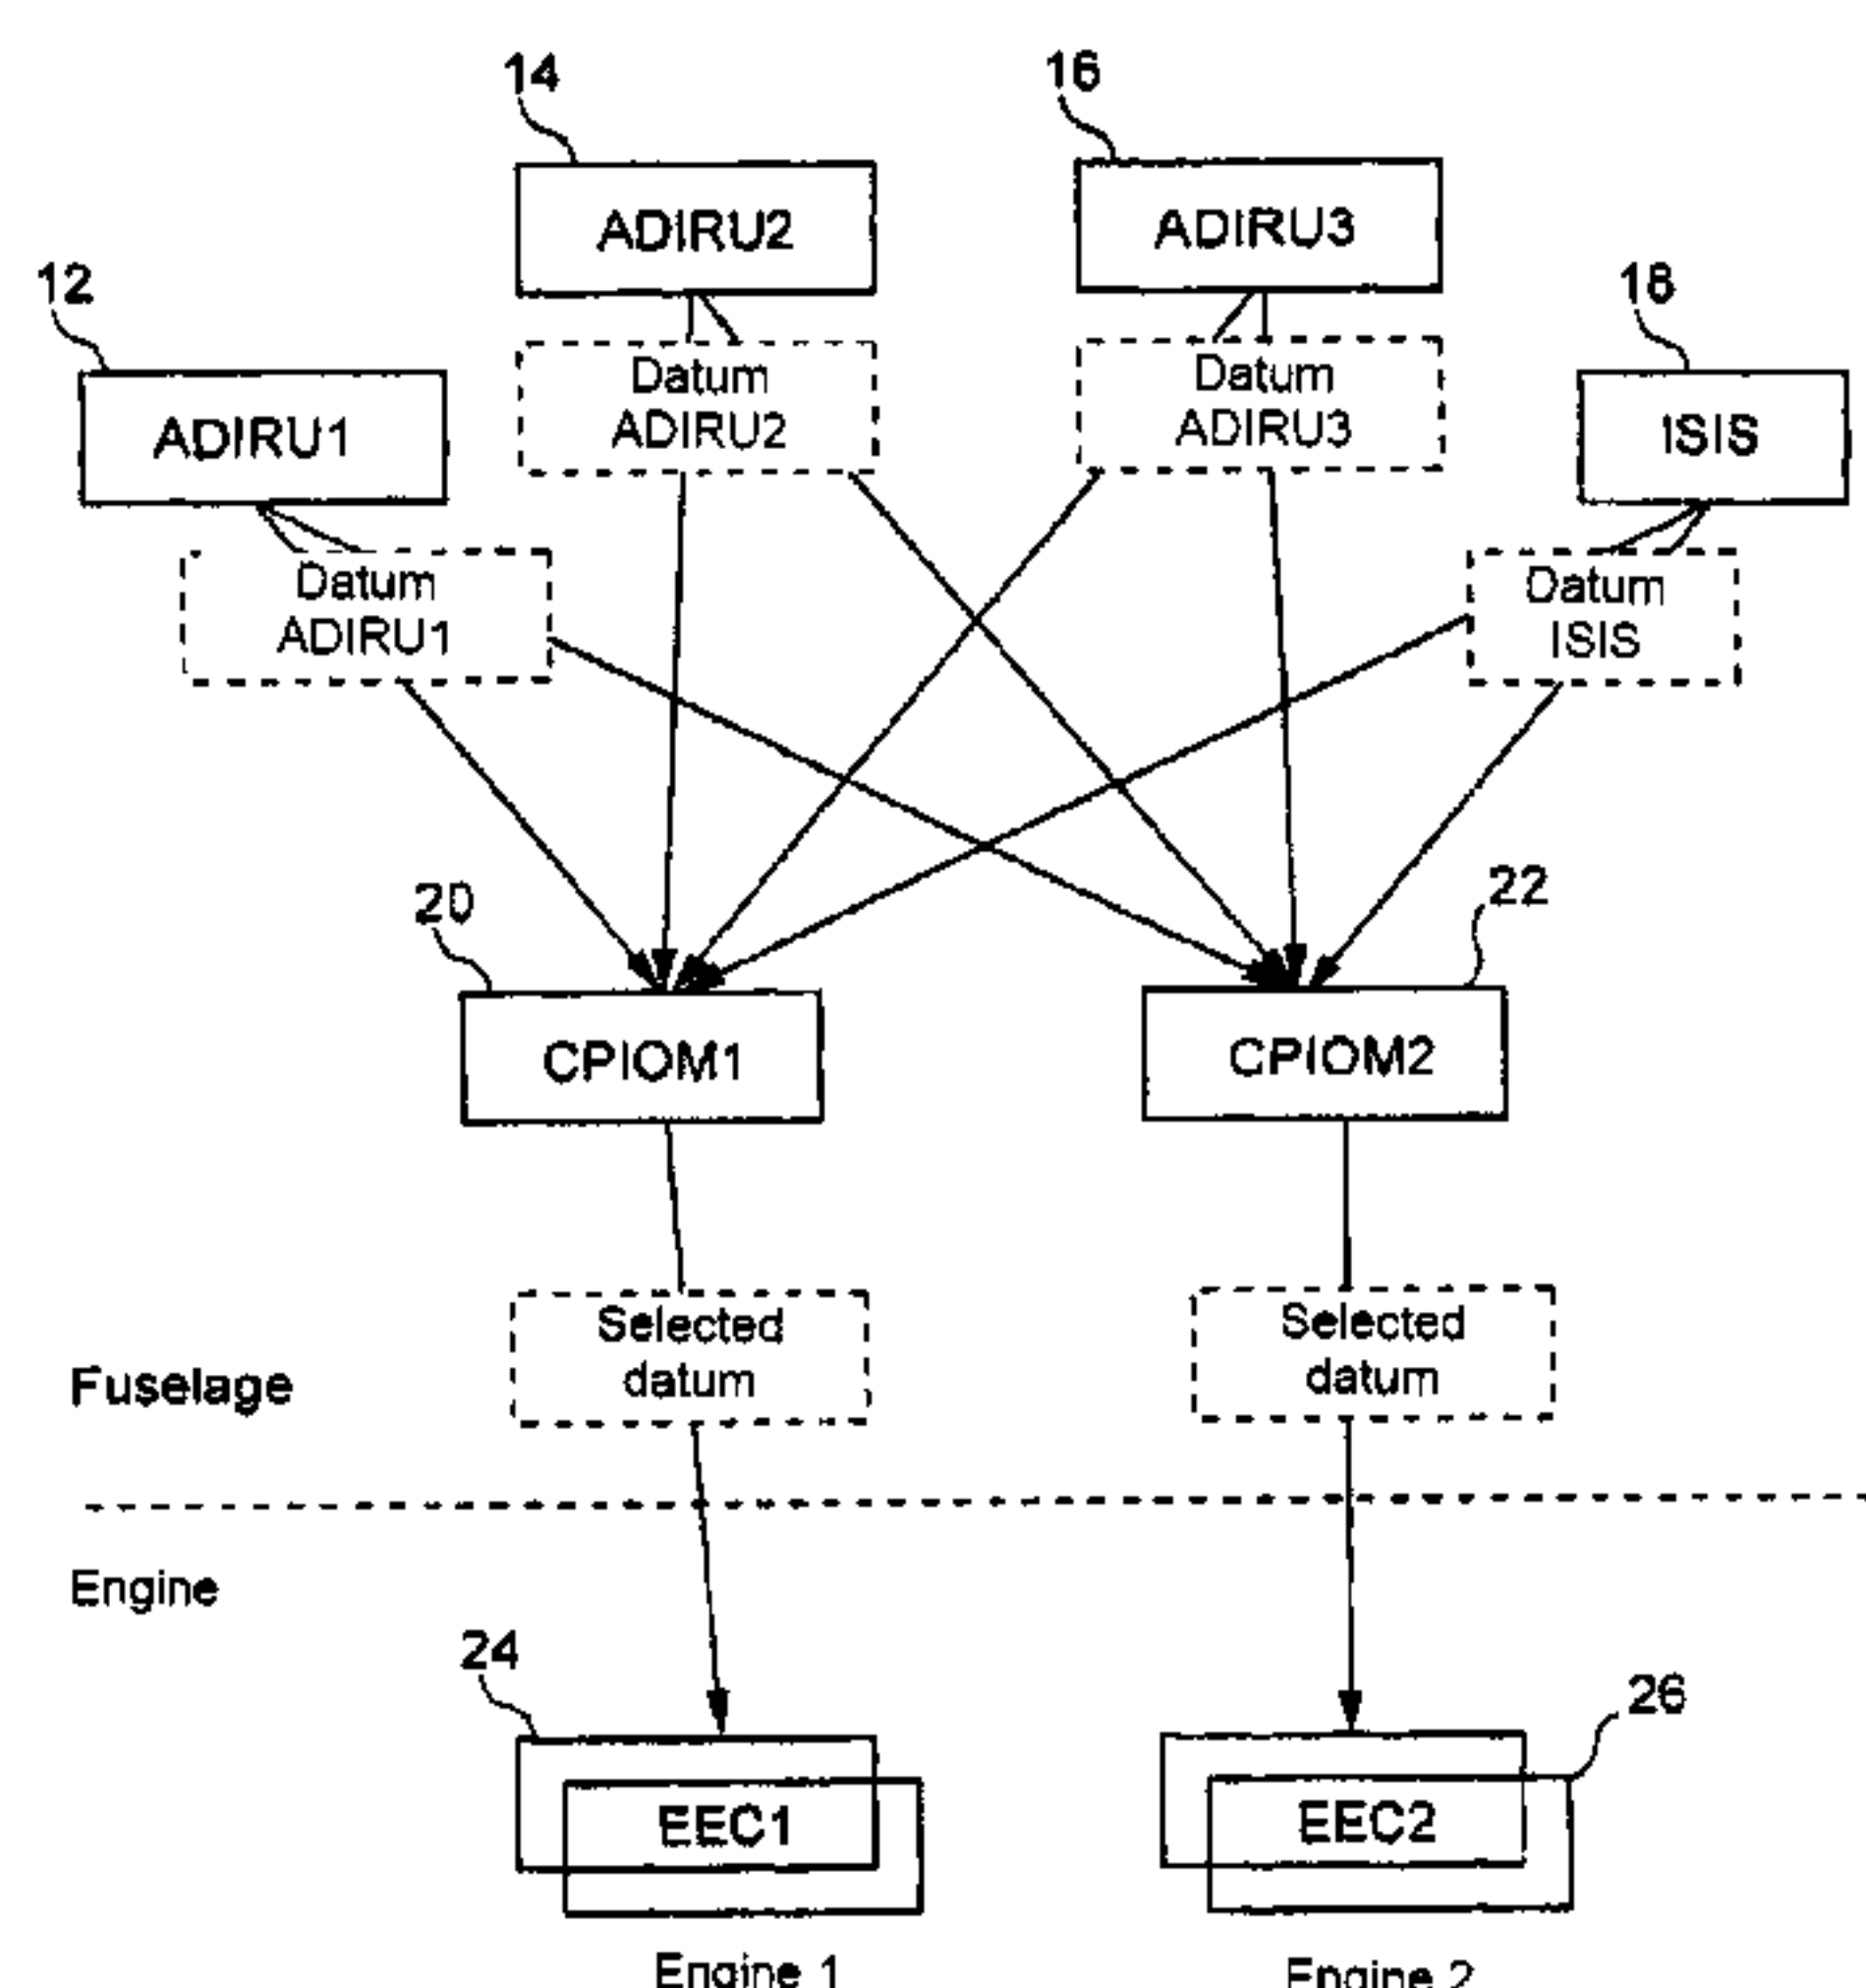 14
16
ADIRU2
ADIRU3
12
18
Datum
ADIRU2
Datum
ADIRU3
ADIRU1
ISIS
Datum
ADIRU1
Datum
ISIS
20
22
CPIOM1
CPIOM2
Selected
datum
Selected
datum
Fuselage
Engine
24
26
EEC1
EEC2
Engine 1
Engine 2